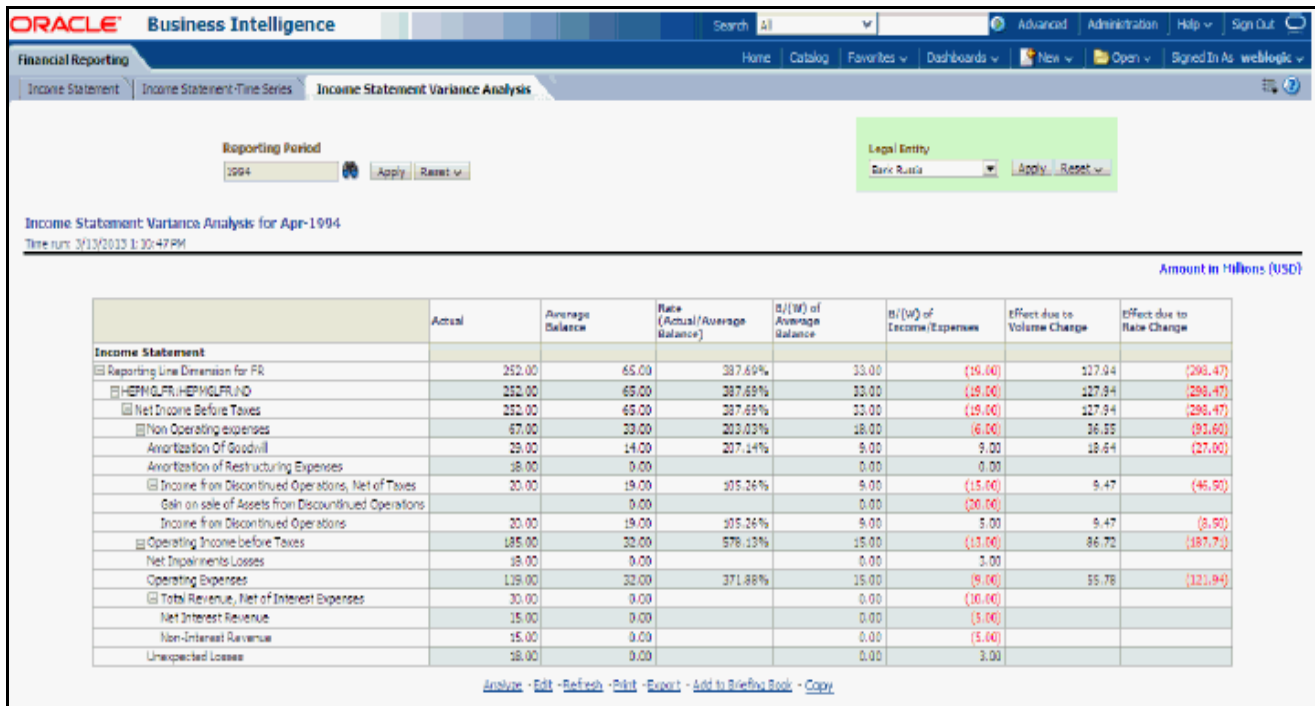 ORACLE Business Intelligence Search All Advanced Administration Help Sign Out
Financial Reporting Home Catalog Favorites Dashboards New Open Signed In As weblogic
Income Statement Income Statement-Time Series Income Statement Variance Analysis
Reporting Period
1994 Apply Reset
Legal Entity
Bank Russia Apply Reset
Income Statement Variance Analysis for Apr-1994
Time run: 3/13/2013 1:10:47 PM
Amount in Millions (USD)
Actual Average Balance Rate (Actual/Average Balance) B/(W) of Average Balance B/(W) of Income/Expenses Effect due to Volume Change Effect due to Rate Change
Income Statement
Reporting Line Dimension for FR 252.00 65.00 387.69% 33.00 (19.00) 127.94 (298.47)
252.00 65.00 387.69% 33.00 (19.00) 127.94 (298.47)
Net Income Before Taxes 252.00 65.00 387.69% 33.00 (19.00) 127.94 (298.47)
Non Operating expenses 67.00 33.00 203.03% 18.00 (6.00) 36.55 (93.60)
Amortization Of Goodwill 29.00 14.00 207.14% 9.00 9.00 18.64 (27.00)
Amortization of Restructuring Expenses 18.00 0.00 0.00 0.00
Income from Discontinued Operations, Net of Taxes 20.00 19.00 105.26% 9.00 (15.00) 9.47 (46.50)
Gain on sale of Assets from Discountinued Operations 0.00 0.00 (20.00)
Income from Discontinued Operations 20.00 19.00 105.26% 9.00 5.00 9.47 (8.50)
Operating Income before Taxes 185.00 32.00 578.13% 15.00 (13.00) 86.72 (187.71)
Net Impairments Losses 18.00 0.00 0.00 3.00
Operating Expenses 119.00 32.00 371.88% 15.00 (9.00) 55.78 (121.94)
Total Revenue, Net of Interest Expenses 30.00 0.00 0.00 (10.00)
Net Interest Revenue 15.00 0.00 0.00 (5.00)
Non-Interest Revenue 15.00 0.00 0.00 (5.00)
Unexpected Losses 18.00 0.00 0.00 3.00
Analyze - Edit - Refresh - Print - Export - Add to Briefing Book - Copy